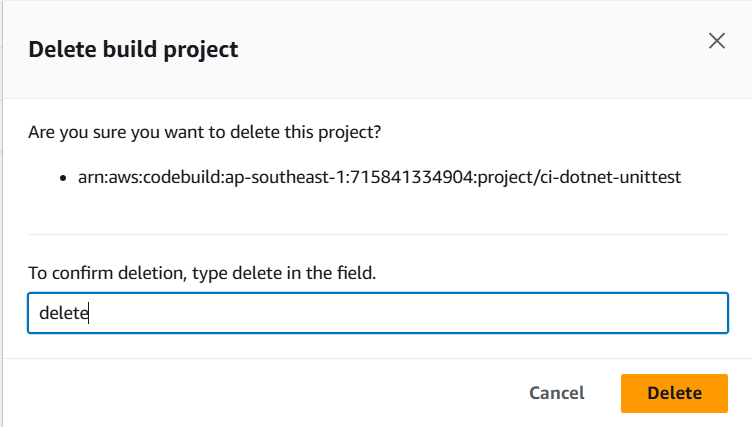 Delete build project
Are you sure you want to delete this project?
• arn:aws:codebuild:ap-southeast-1:715841334904:project/ci-dotnet-unittest
To confirm deletion, type delete in the field.
delete
Cancel Delete